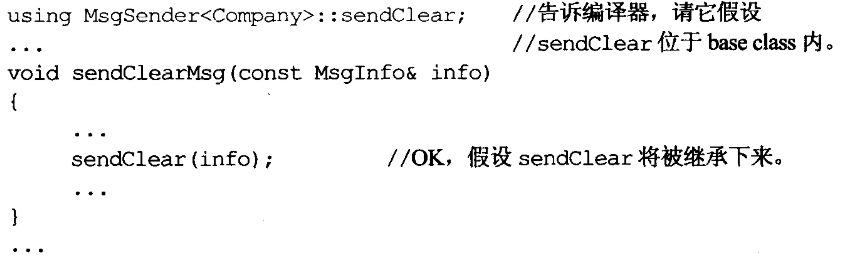 using MsgSender<Company>::sendClear; //告诉编译器，请它假设
... //sendClear 位于 base class 内。
void sendClearMsg(const MsgInfo& info)
{
...
sendClear(info); //OK，假设 sendClear 将被继承下来。
...
}
...